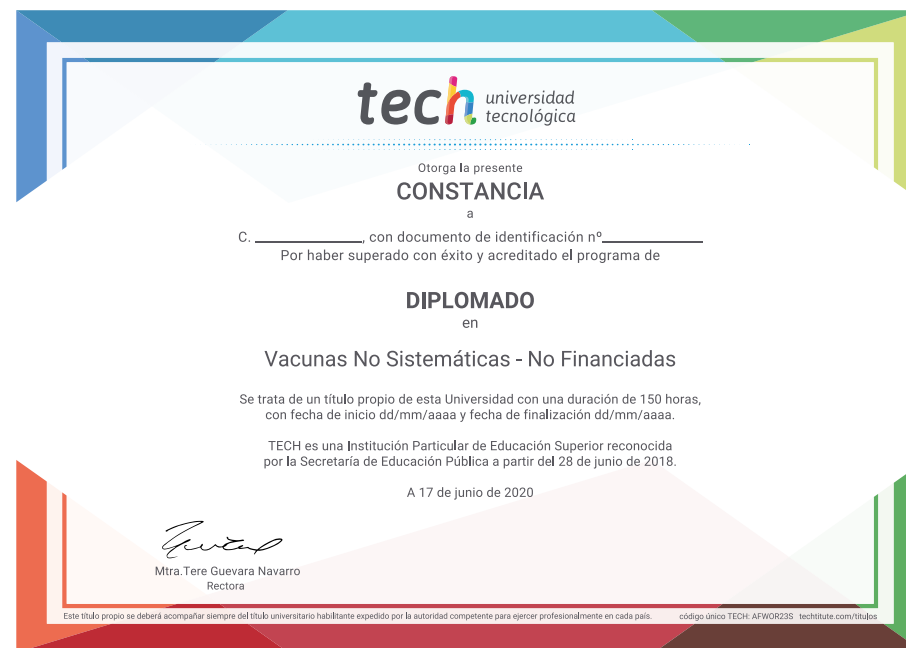 tech universidad
tecnológica
Otorga la presente
CONSTANCIA
a
C. ______________, con documento de identificación nº______________
Por haber superado con éxito y acreditado el programa de
DIPLOMADO
en
Vacunas No Sistemáticas - No Financiadas
Se trata de un título propio de esta Universidad con una duración de 150 horas,
con fecha de inicio dd/mm/aaaa y fecha de finalización dd/mm/aaaa.
TECH es una Institución Particular de Educación Superior reconocida
por la Secretaría de Educación Pública a partir del 28 de junio de 2018.
A 17 de junio de 2020
Mtra.Tere Guevara Navarro
Rectora
Este título propio se deberá acompañar siempre del título universitario habilitante expedido por la autoridad competente para ejercer profesionalmente en cada país. código único TECH: AFWOR23S techtitute.com/titulos